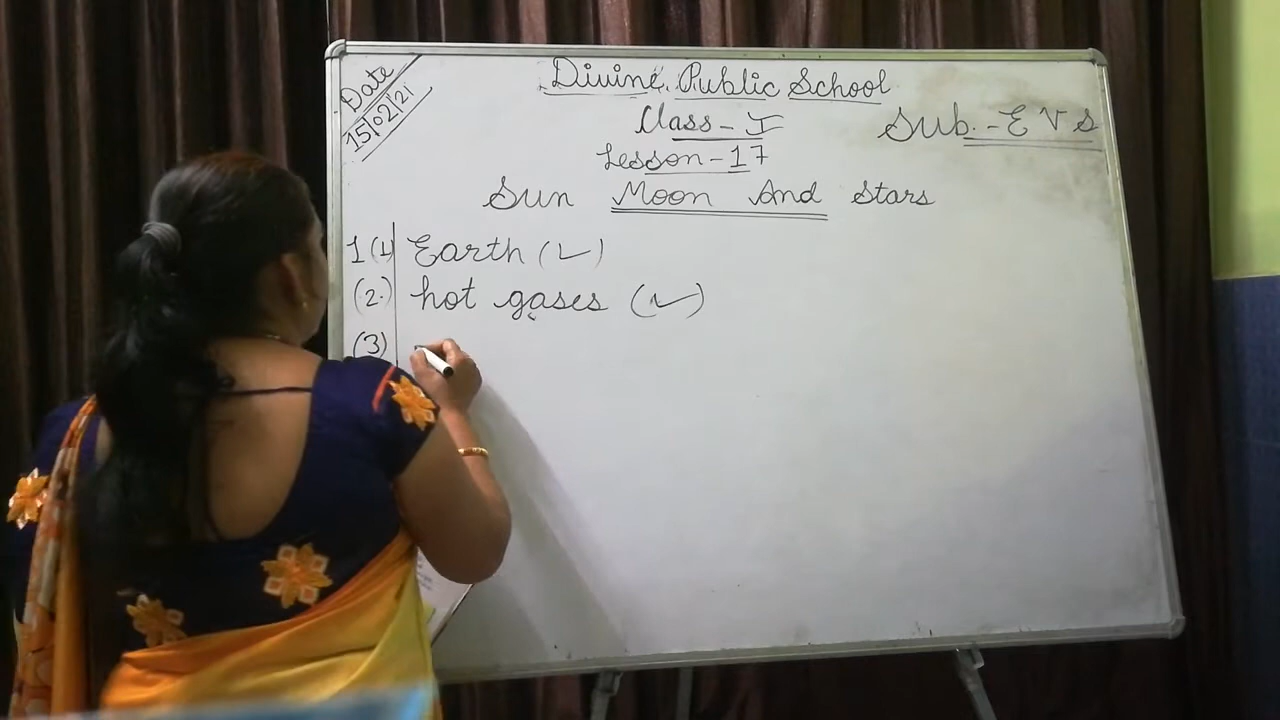 Date
15/02/21
Divine Public School
Class - I
Sub. - E V S
Lesson - 17
Sun Moon And Stars
1 (1) Earth (✓)
(2.) hot gases (✓)
(3)